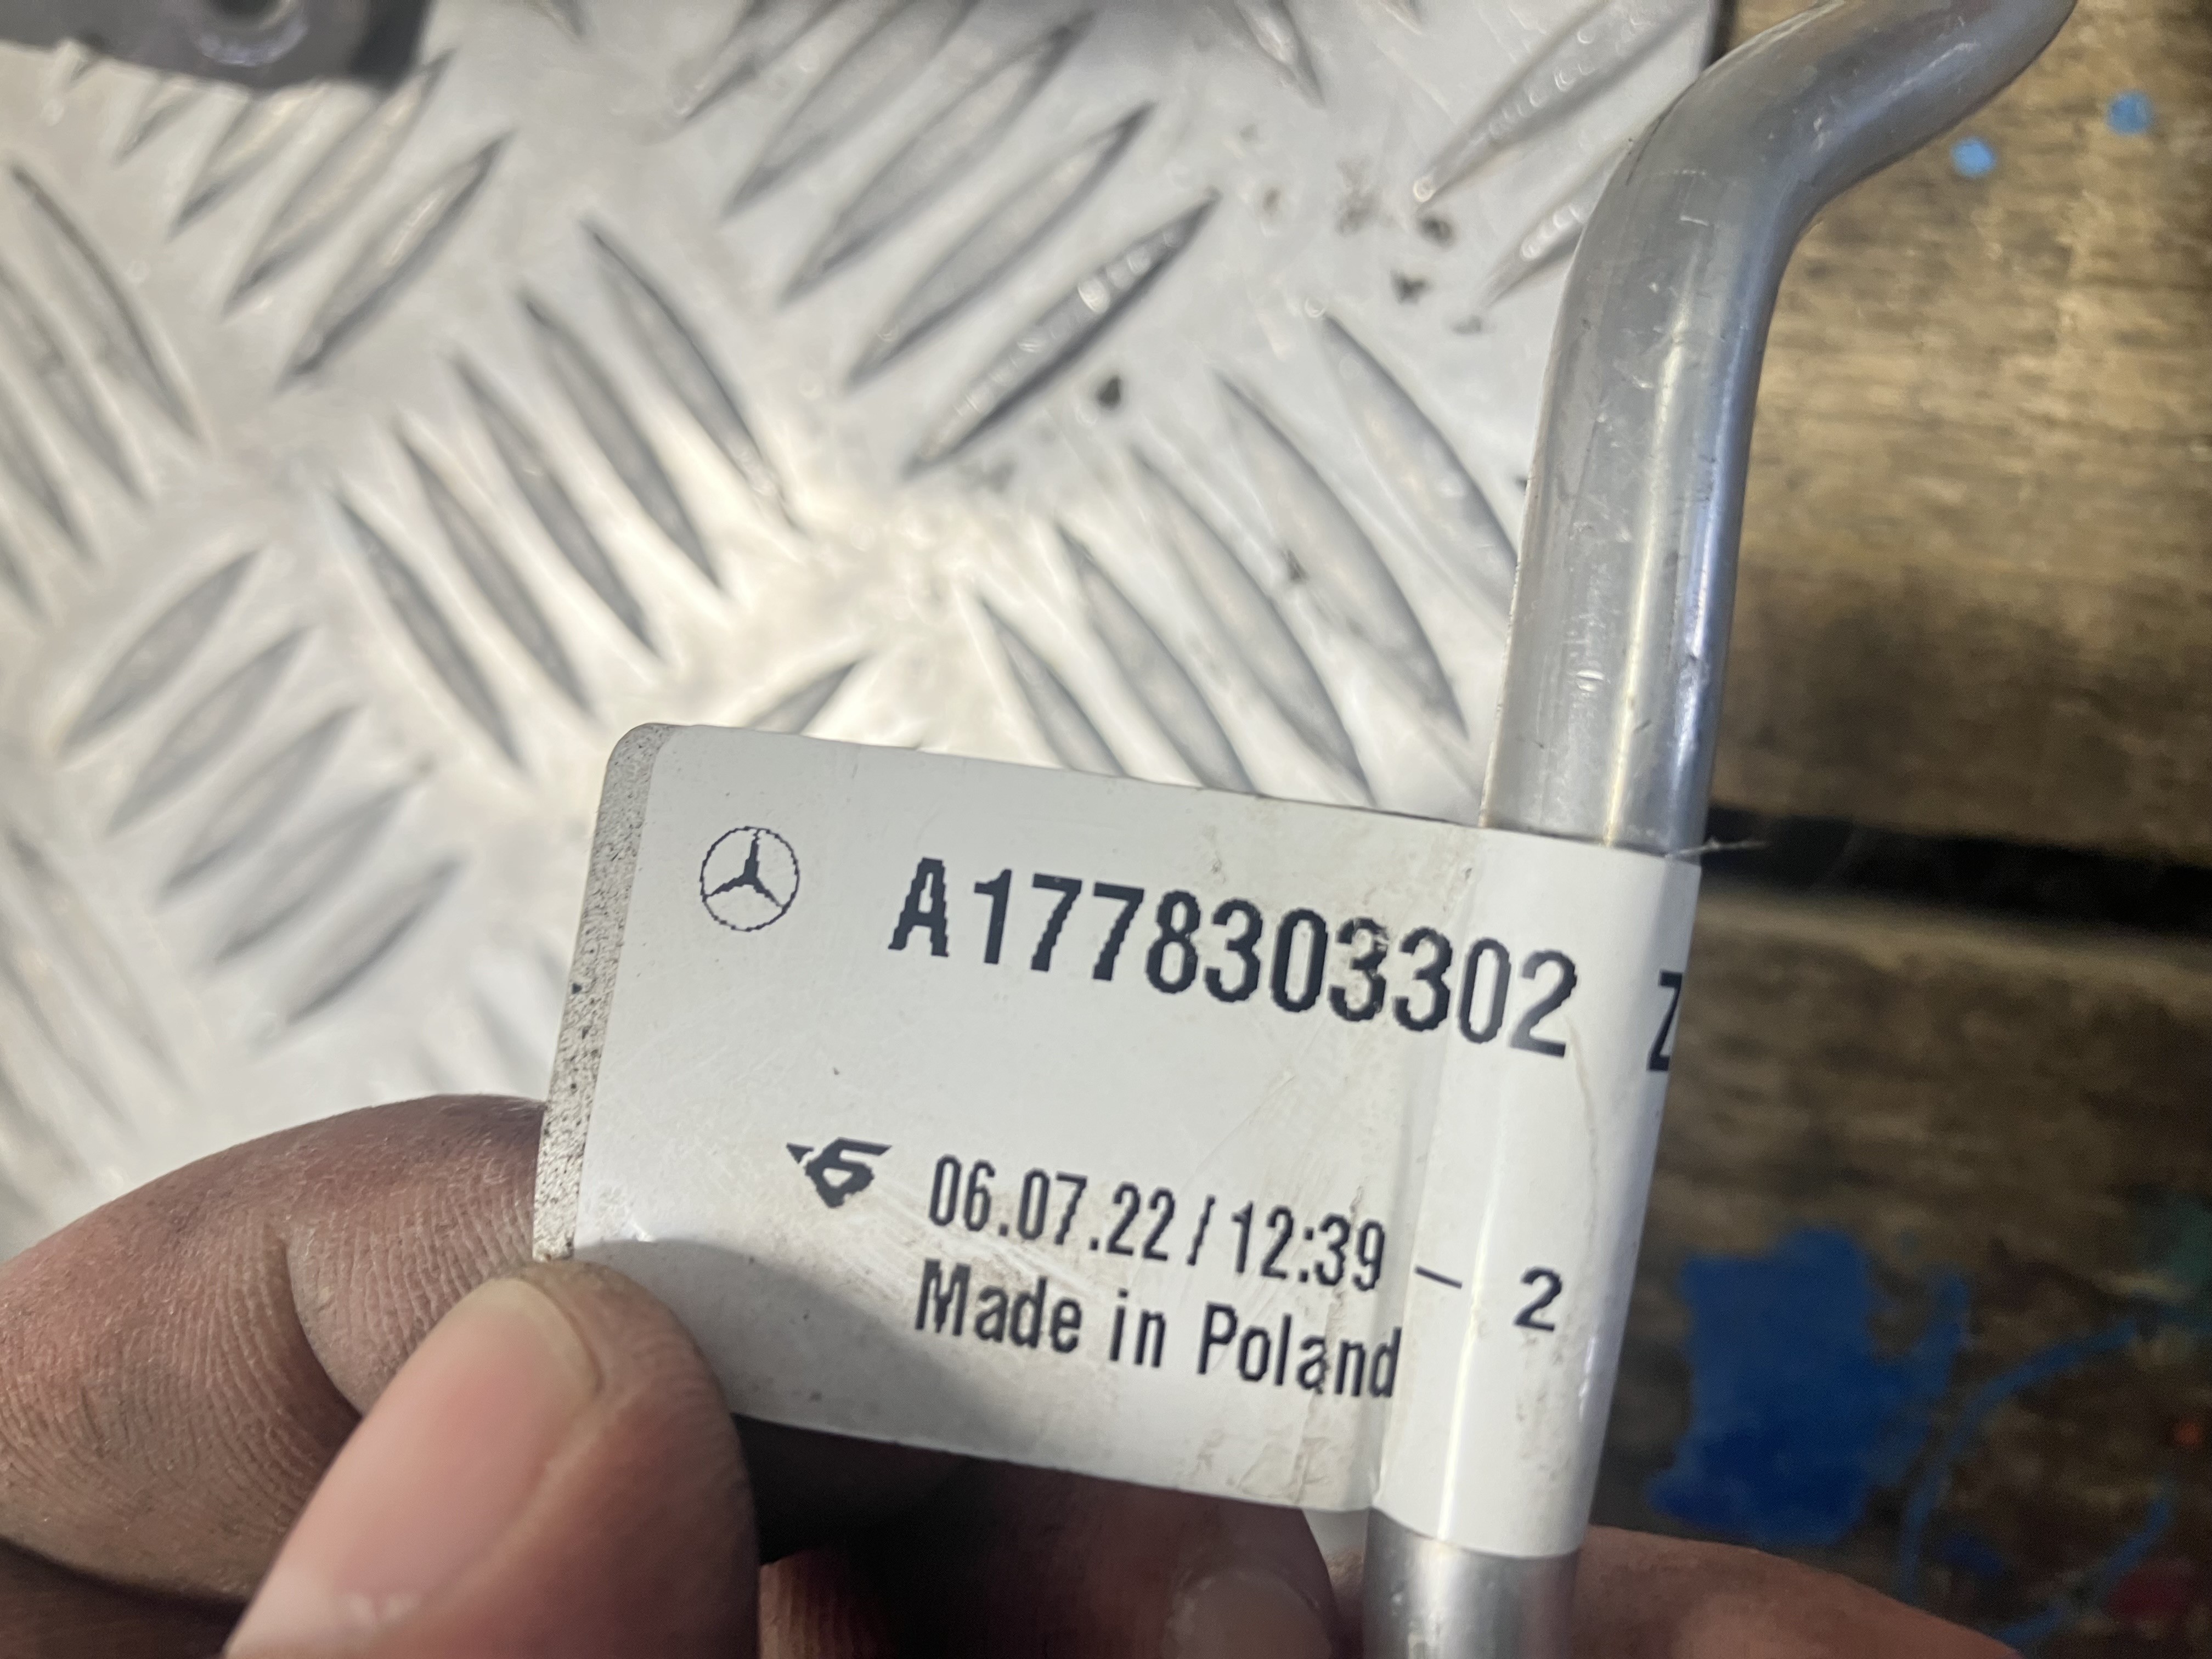 A1778303302 Z
06.07.22 / 12:39 - 2
Made in Poland